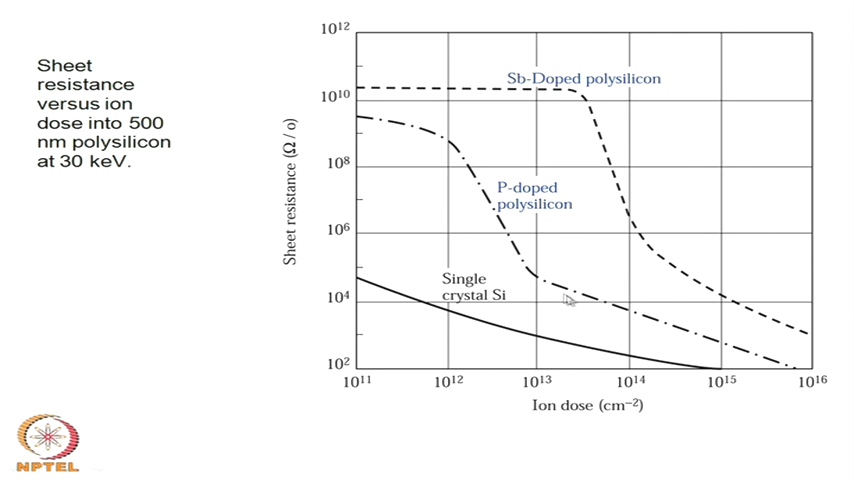 Sheet
resistance
versus ion
dose into 500
nm polysilicon
at 30 keV.
Sheet resistance (Ω / o)
10¹²
10¹⁰
10⁸
10⁶
10⁴
10²
Sb-Doped polysilicon
P-doped
polysilicon
Single
crystal Si
10¹¹ 10¹² 10¹³ 10¹⁴ 10¹⁵ 10¹⁶
Ion dose (cm⁻²)
NPTEL